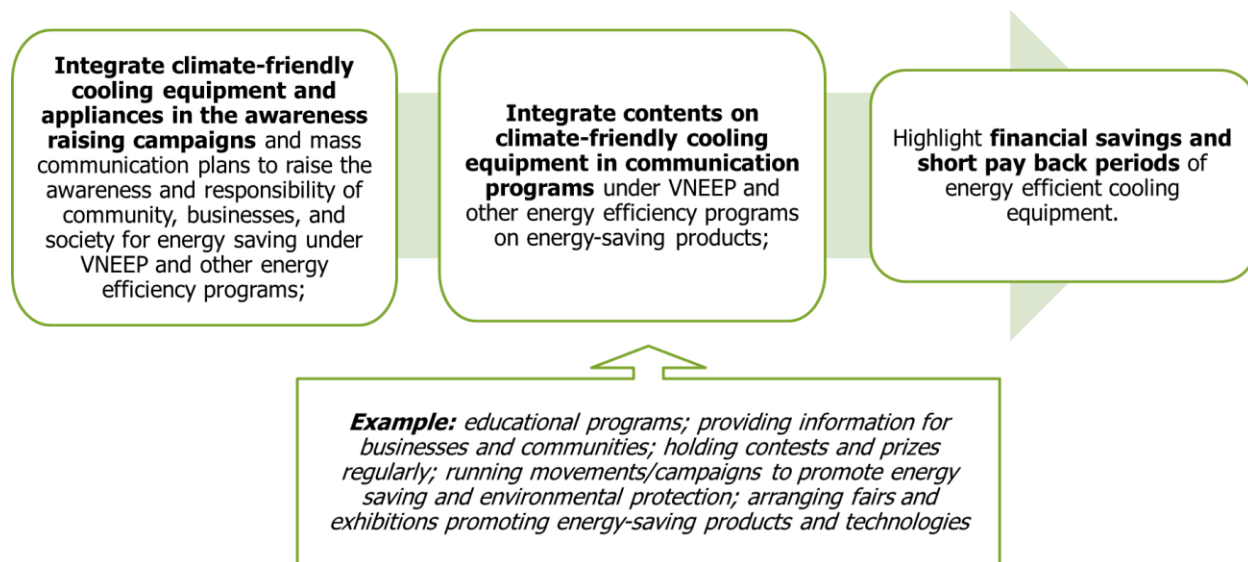 Integrate climate-friendly
cooling equipment and
appliances in the awareness
raising campaigns and mass
communication plans to raise the
awareness and responsibility of
community, businesses, and
society for energy saving under
VNEEP and other energy
efficiency programs;
Integrate contents on
climate-friendly cooling
equipment in communication
programs under VNEEP and
other energy efficiency programs
on energy-saving products;
Highlight financial savings and
short pay back periods of
energy efficient cooling
equipment.
Example: educational programs; providing information for
businesses and communities; holding contests and prizes
regularly; running movements/campaigns to promote energy
saving and environmental protection; arranging fairs and
exhibitions promoting energy-saving products and technologies